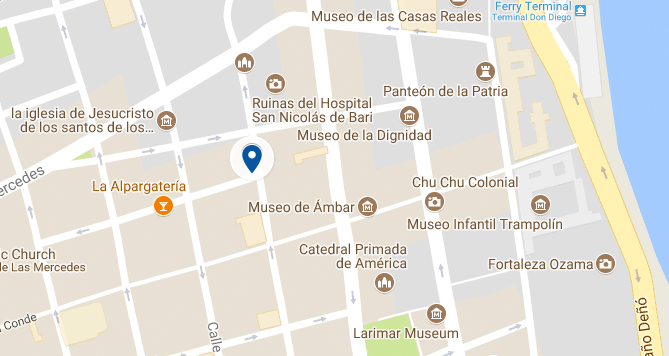 Museo de las Casas Reales
Ferry Terminal
Terminal Don Diego
Panteón de la Patria
Ruinas del Hospital
San Nicolás de Bari
la iglesia de Jesucristo
de los santos de los...
Museo de la Dignidad
ercedes
La Alpargatería
Chu Chu Colonial
Museo de Ámbar
Museo Infantil Trampolín
Catedral Primada
de América
ic Church
de Las Mercedes
Fortaleza Ozama
Conde
Calle
Larimar Museum
año Deñó